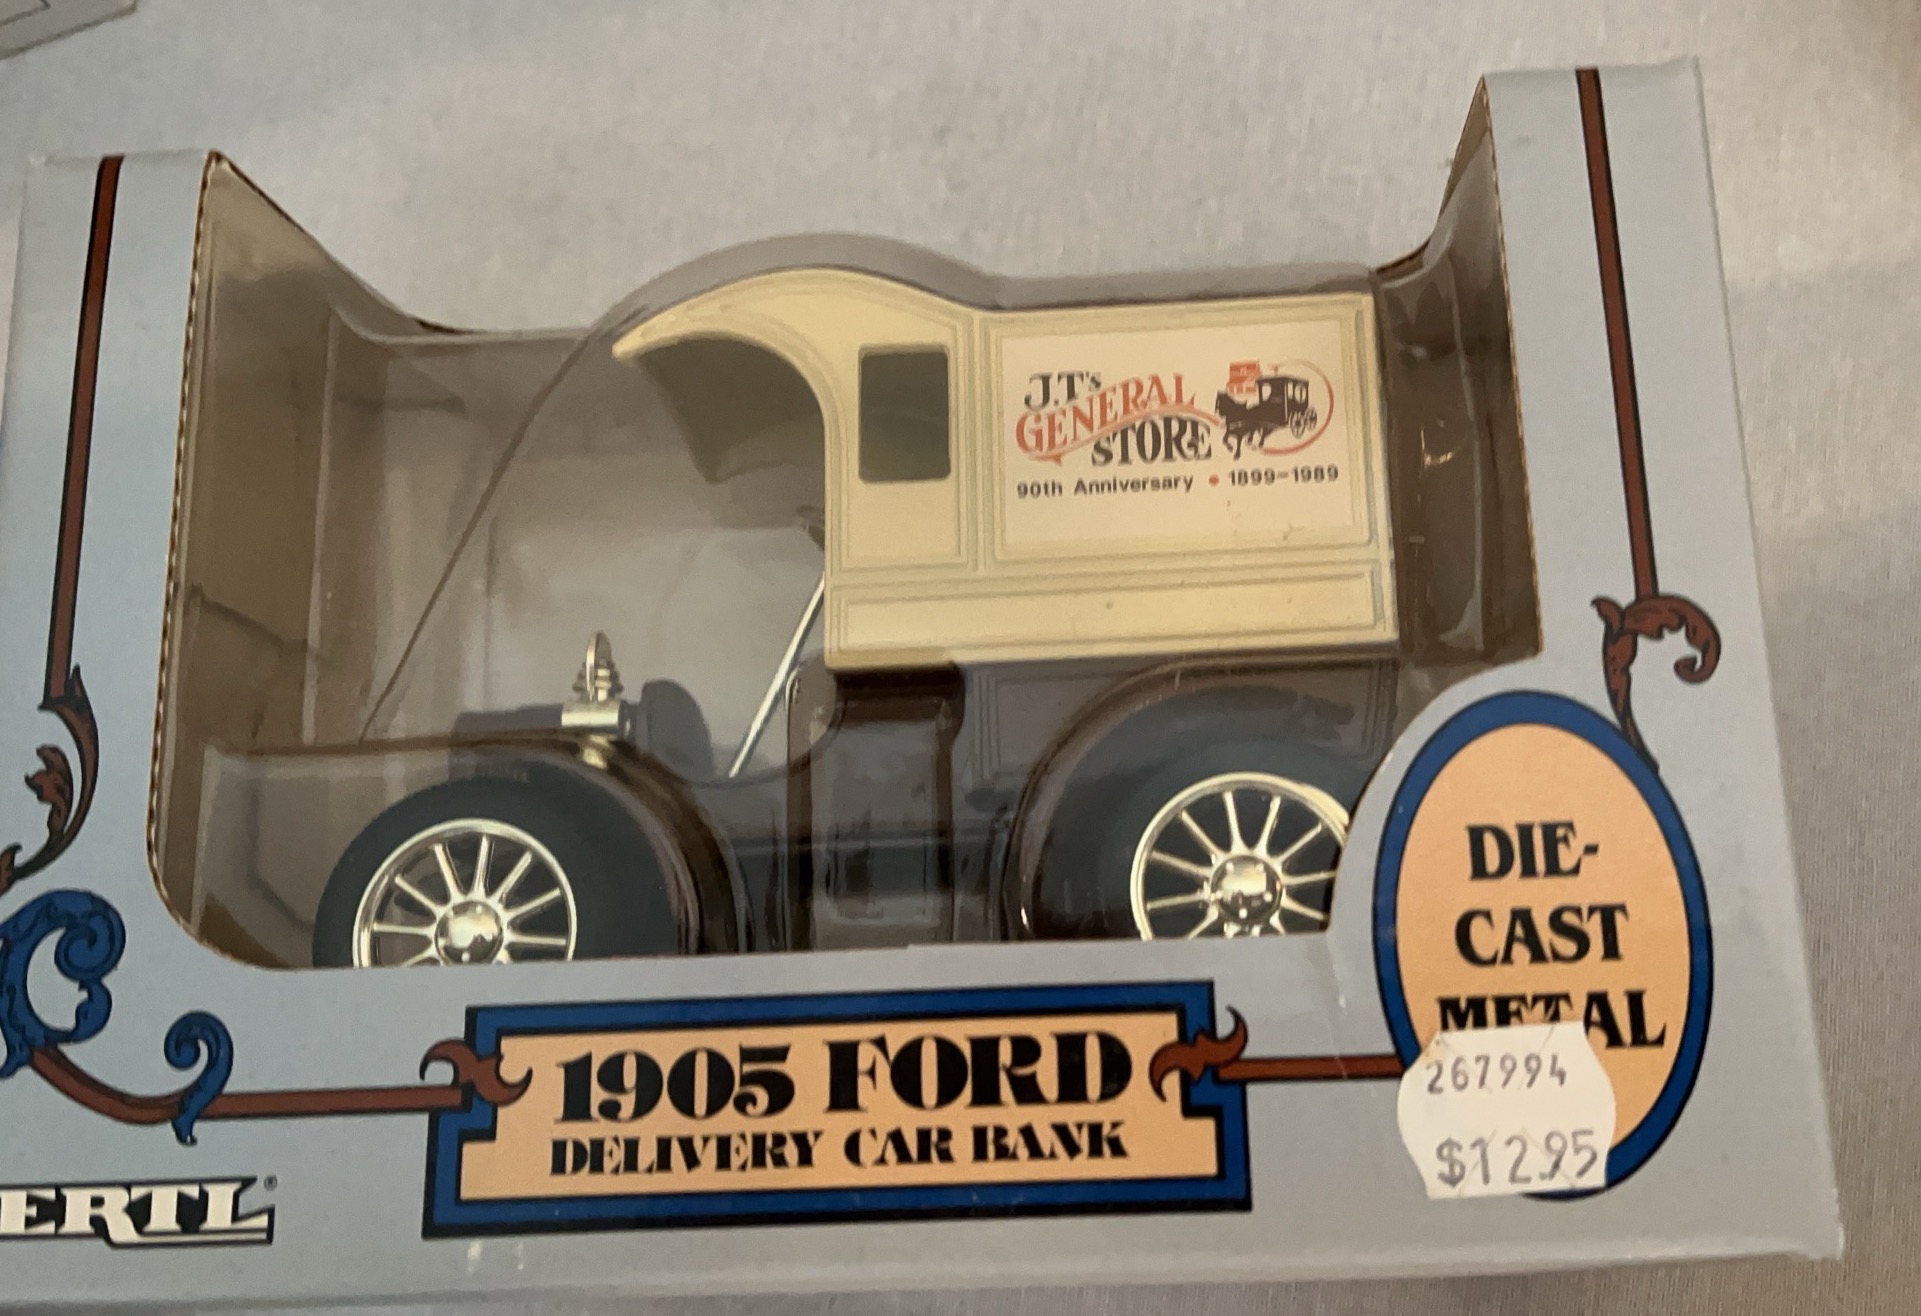 J.T's
GENERAL
STORE
90th Anniversary • 1899-1989
DIE-
CAST
METAL
267994
$12.95
1905 FORD
DELIVERY CAR BANK
ERTL®